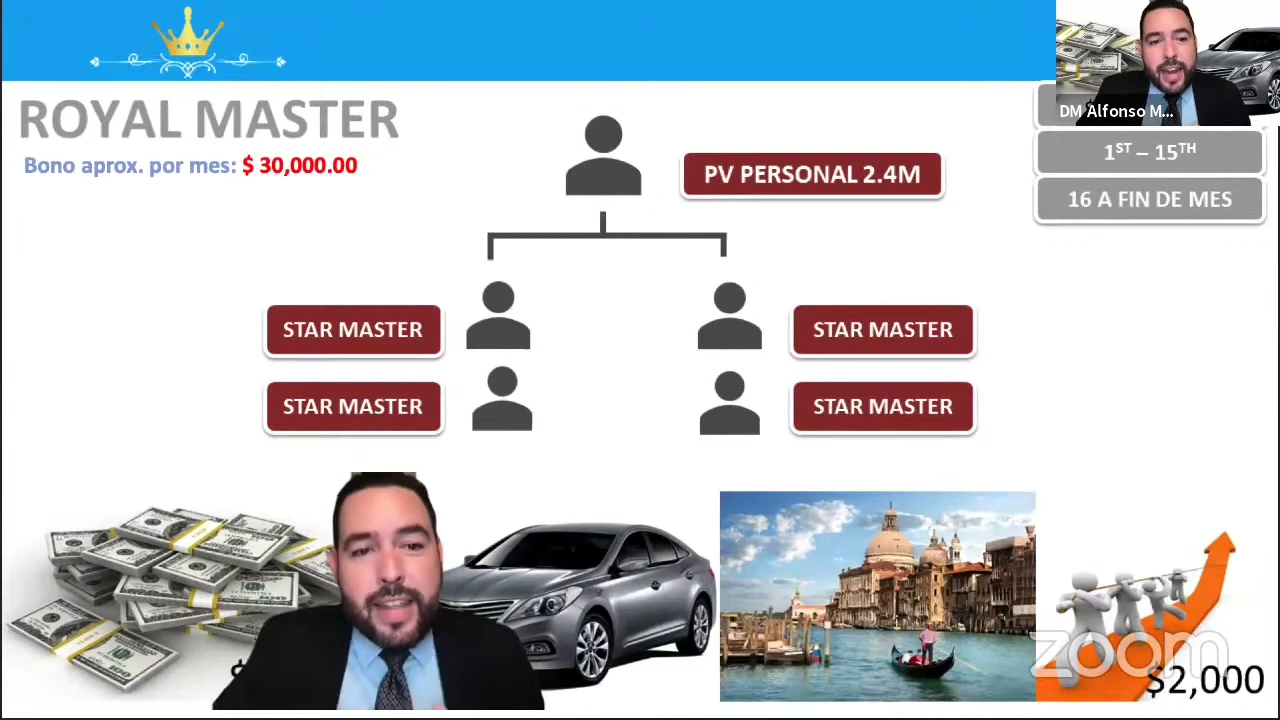 ROYAL MASTER
Bono aprox. por mes: $ 30,000.00
PV PERSONAL 2.4M
DM Alfonso M...
1ST – 15TH
16 A FIN DE MES
STAR MASTER
STAR MASTER
STAR MASTER
STAR MASTER
zoom
$2,000